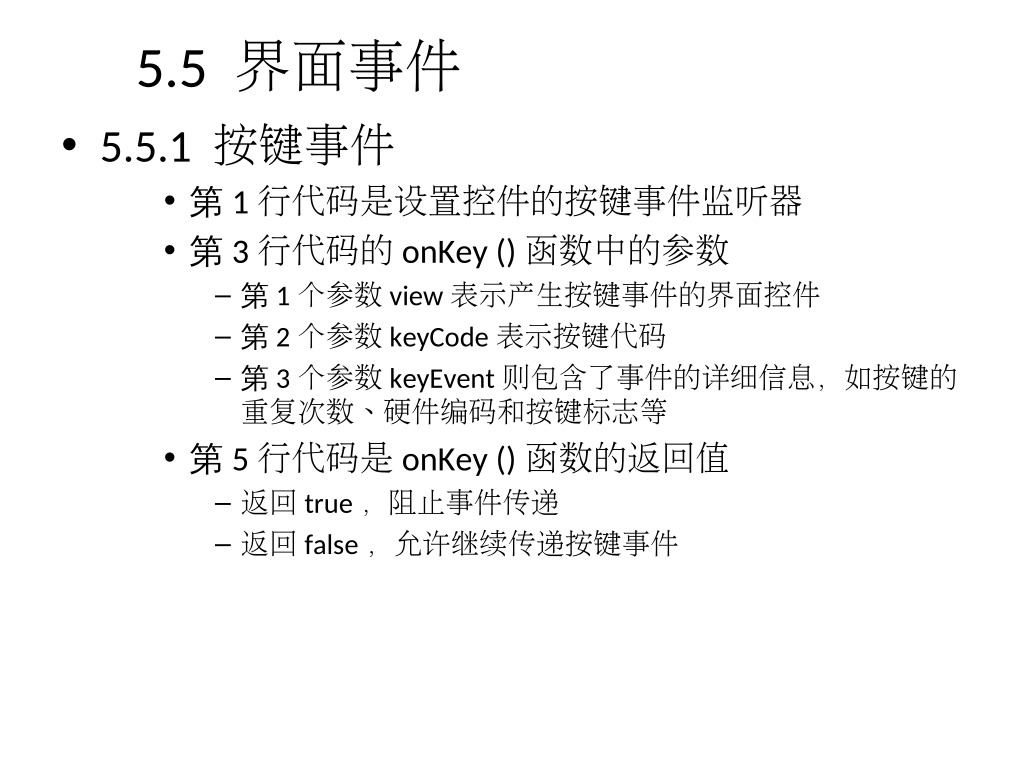 5.5 界面事件
• 5.5.1 按键事件
• 第 1 行代码是设置控件的按键事件监听器
• 第 3 行代码的 onKey () 函数中的参数
– 第 1 个参数 view 表示产生按键事件的界面控件
– 第 2 个参数 keyCode 表示按键代码
– 第 3 个参数 keyEvent 则包含了事件的详细信息，如按键的
重复次数、硬件编码和按键标志等
• 第 5 行代码是 onKey () 函数的返回值
– 返回 true ，阻止事件传递
– 返回 false ，允许继续传递按键事件